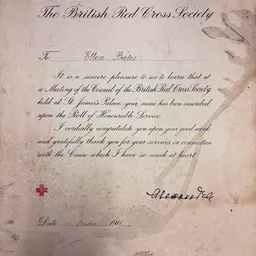 The British Red Cross Society
To Ellen Bates
It is a sincere pleasure to me to learn that at
a Meeting of the Council of the British Red Cross Society
held at St. James's Palace, your name has been inserted
upon the Roll of Honourable Service.
I cordially congratulate you upon your good work
and gratefully thank you for your services in connection
with the Cause which I have so much at heart.
Alexandra
Date 191